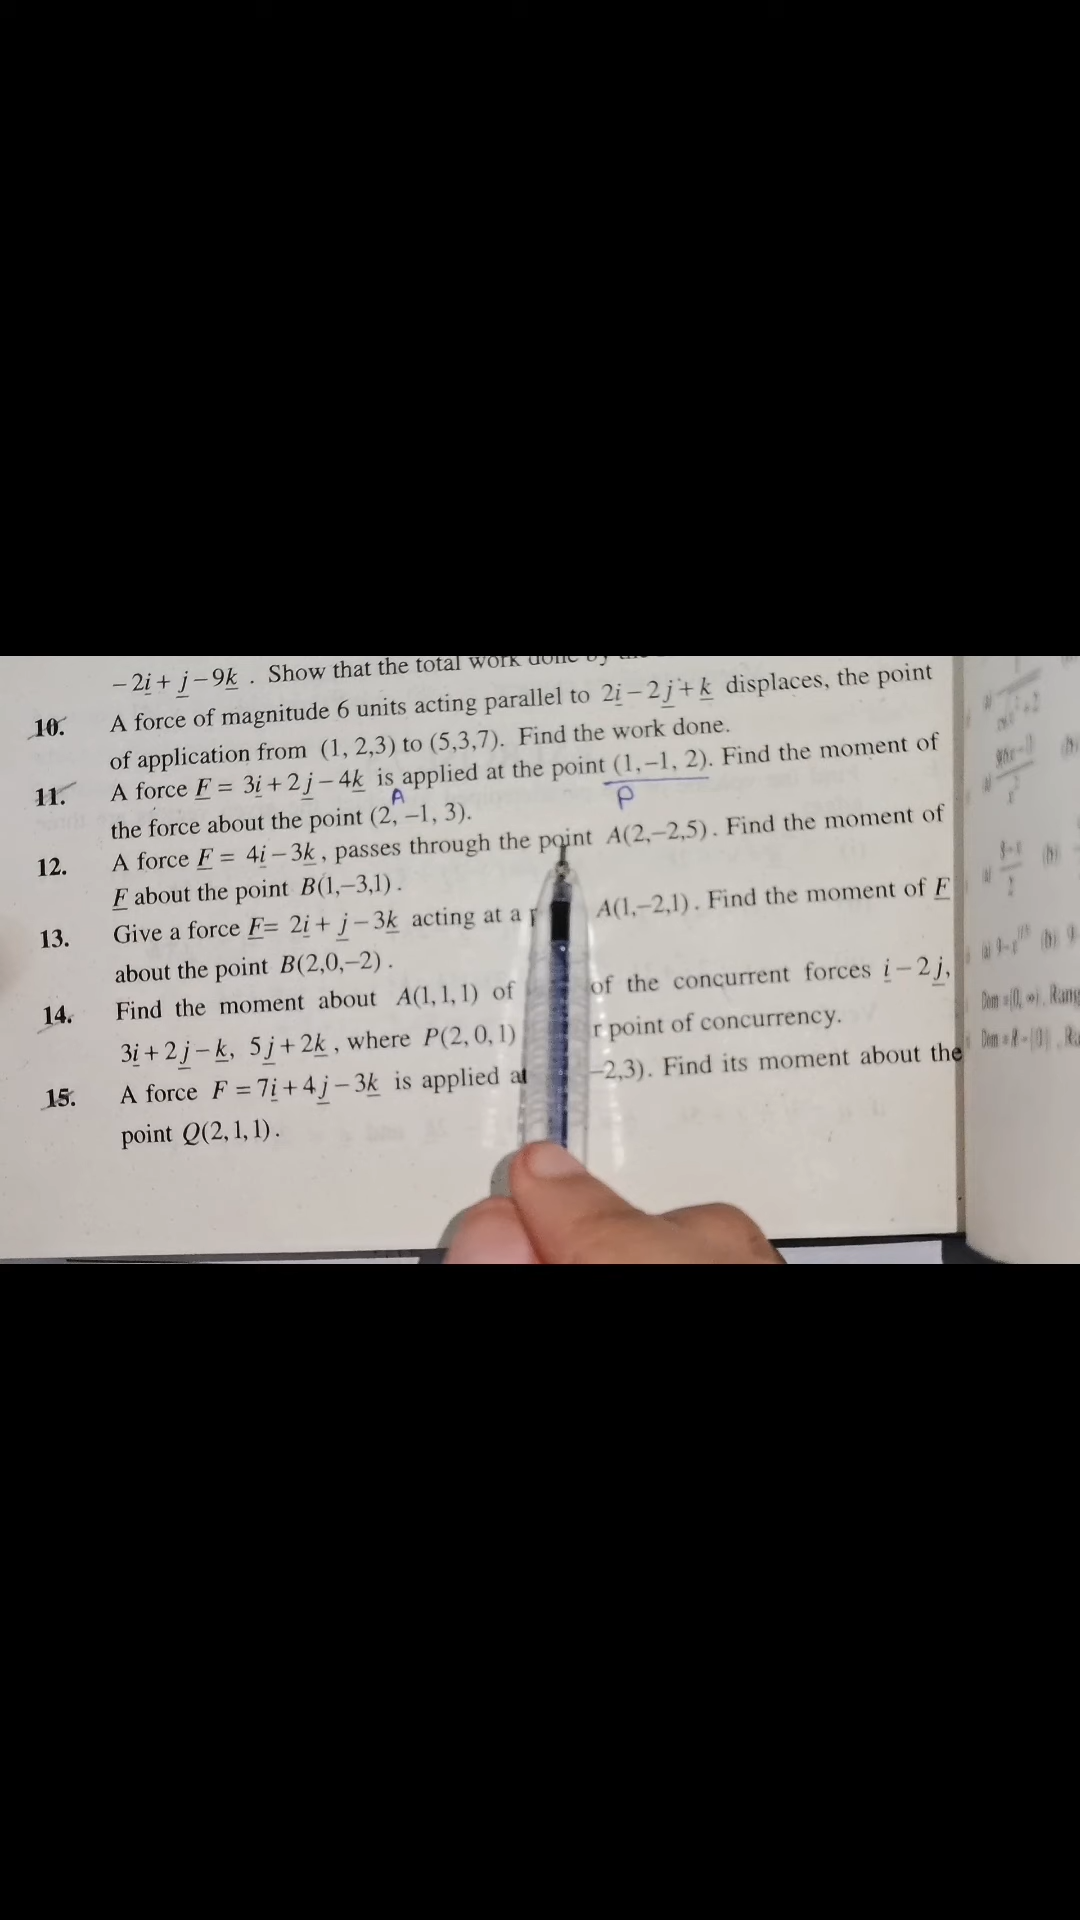 – 2i + j – 9k . Show that the total work done by
10. A force of magnitude 6 units acting parallel to 2i – 2j + k displaces, the point
of application from (1, 2,3) to (5,3,7). Find the work done.
11. A force F = 3i + 2j – 4k is applied at the point (1,–1, 2). Find the moment of
A
P
the force about the point (2, –1, 3).
12. A force F = 4i – 3k , passes through the point A(2,–2,5) . Find the moment of
F about the point B(1,–3,1) .
13. Give a force F= 2i + j – 3k acting at a A(1,–2,1) . Find the moment of F
about the point B(2,0,–2) .
14. Find the moment about A(1, 1, 1) of of the concurrent forces i – 2j,
3i + 2j – k, 5j + 2k , where P(2, 0, 1) r point of concurrency.
15. A force F = 7i + 4j – 3k is applied at –2,3). Find its moment about the
point Q(2, 1, 1) .